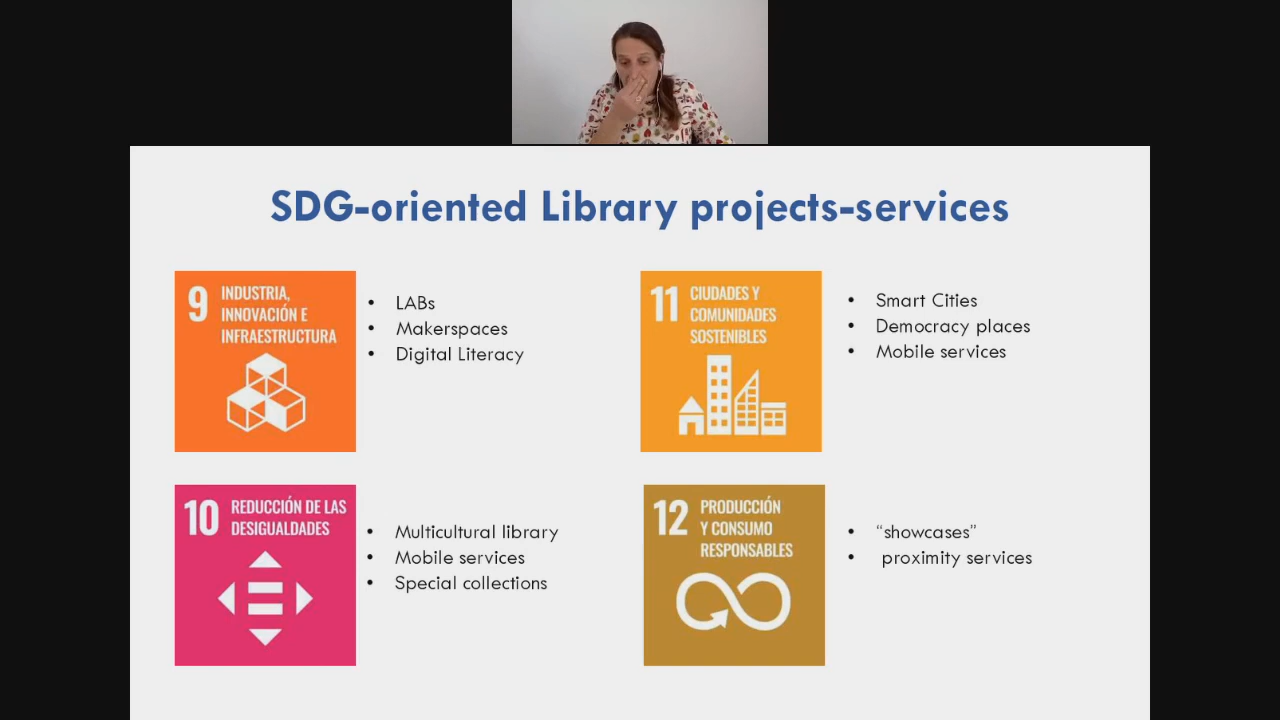 SDG-oriented Library projects-services
9 INDUSTRIA,
INNOVACIÓN E
INFRAESTRUCTURA
• LABs
• Makerspaces
• Digital Literacy
11 CIUDADES Y
COMUNIDADES
SOSTENIBLES
• Smart Cities
• Democracy places
• Mobile services
10 REDUCCIÓN DE LAS
DESIGUALDADES
• Multicultural library
• Mobile services
• Special collections
12 PRODUCCIÓN
Y CONSUMO
RESPONSABLES
• “showcases”
• proximity services